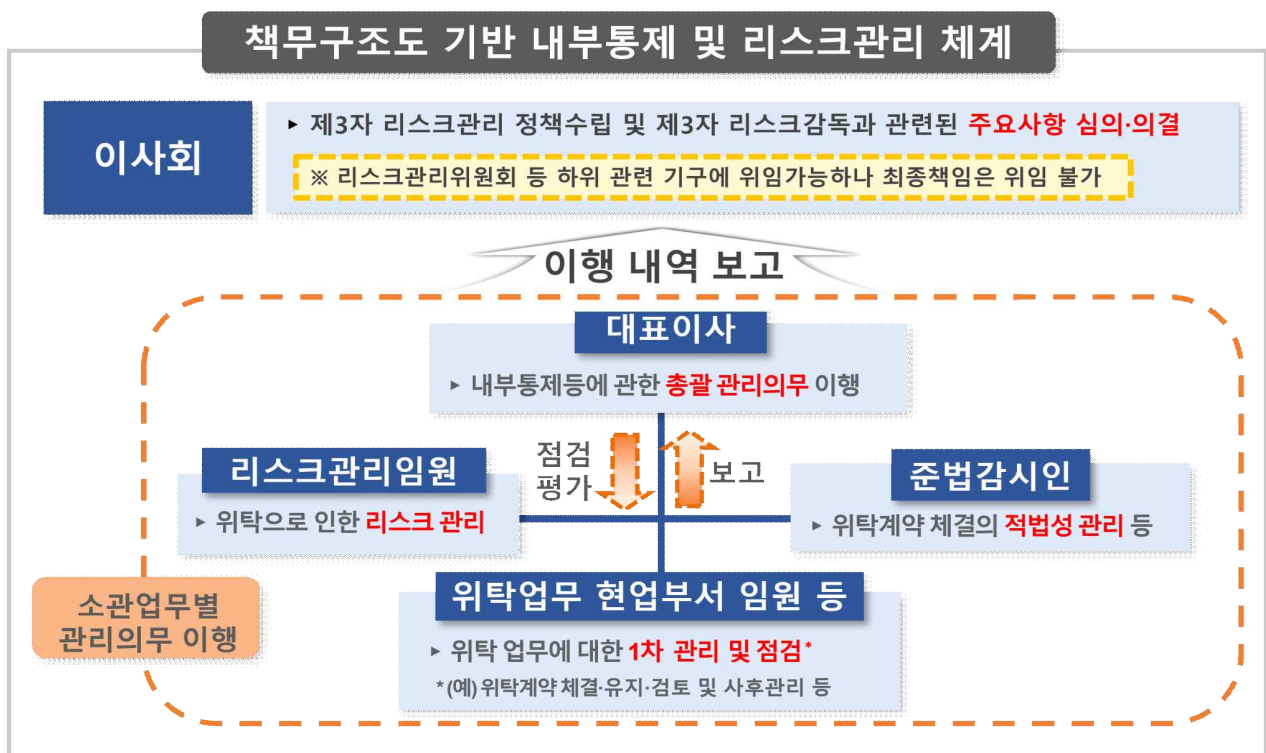 책무구조도 기반 내부통제 및 리스크관리 체계
이사회
▸ 제3자 리스크관리 정책수립 및 제3자 리스크감독과 관련된 주요사항 심의·의결
※ 리스크관리위원회 등 하위 관련 기구에 위임가능하나 최종책임은 위임 불가
이행 내역 보고
대표이사
▸ 내부통제등에 관한 총괄 관리의무 이행
점검
평가
보고
리스크관리임원
▸ 위탁으로 인한 리스크 관리
준법감시인
▸ 위탁계약 체결의 적법성 관리 등
위탁업무 현업부서 임원 등
▸ 위탁 업무에 대한 1차 관리 및 점검*
*(예) 위탁계약 체결·유지·검토 및 사후관리 등
소관업무별
관리의무 이행